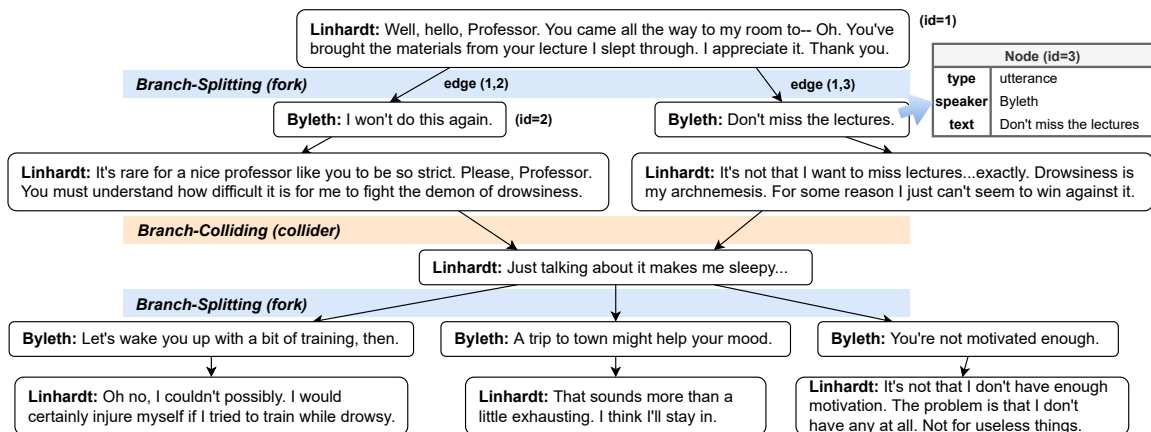 Linhardt: Well, hello, Professor. You came all the way to my room to-- Oh. You've
brought the materials from your lecture I slept through. I appreciate it. Thank you.
(id=1)
Branch-Splitting (fork)
edge (1,2)
edge (1,3)
Node (id=3)
type utterance
speaker Byleth
text Don't miss the lectures
Byleth: I won't do this again.
(id=2)
Byleth: Don't miss the lectures.
Linhardt: It's rare for a nice professor like you to be so strict. Please, Professor.
You must understand how difficult it is for me to fight the demon of drowsiness.
Linhardt: It's not that I want to miss lectures...exactly. Drowsiness is
my archnemesis. For some reason I just can't seem to win against it.
Branch-Colliding (collider)
Linhardt: Just talking about it makes me sleepy...
Branch-Splitting (fork)
Byleth: Let's wake you up with a bit of training, then.
Byleth: A trip to town might help your mood.
Byleth: You're not motivated enough.
Linhardt: Oh no, I couldn't possibly. I would
certainly injure myself if I tried to train while drowsy.
Linhardt: That sounds more than a
little exhausting. I think I'll stay in.
Linhardt: It's not that I don't have enough
motivation. The problem is that I don't
have any at all. Not for useless things.